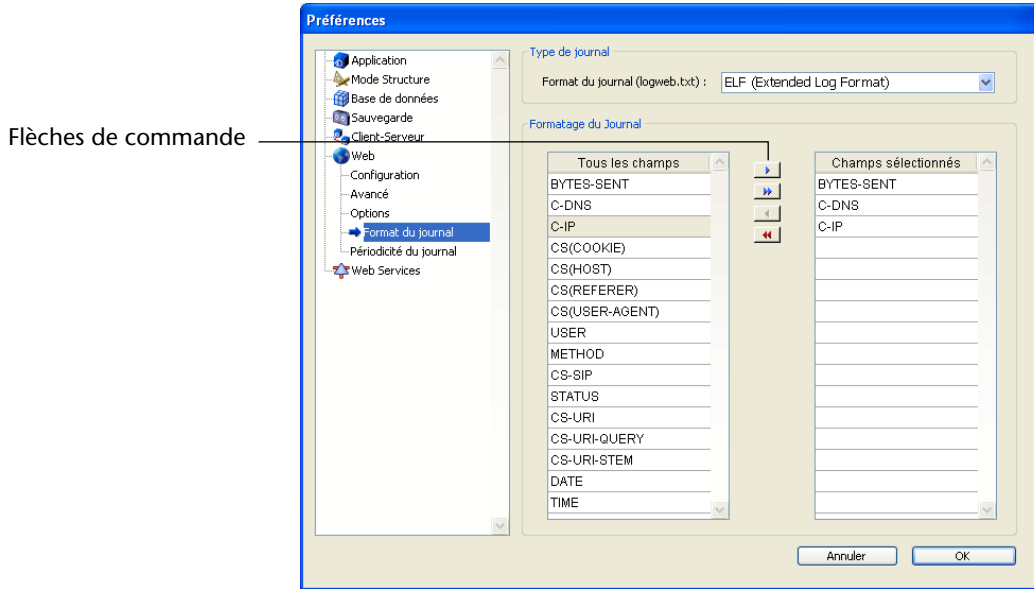 Préférences
Flèches de commande
Application
Mode Structure
Base de données
Sauvegarde
Client-Serveur
Web
Configuration
Avancé
Options
Format du journal
Périodicité du journal
Web Services
Type de journal
Format du journal (logweb.txt) : ELF (Extended Log Format)
Formatage du Journal
Tous les champs
BYTES-SENT
C-DNS
C-IP
CS(COOKIE)
CS(HOST)
CS(REFERER)
CS(USER-AGENT)
USER
METHOD
CS-SIP
STATUS
CS-URI
CS-URI-QUERY
CS-URI-STEM
DATE
TIME
Champs sélectionnés
BYTES-SENT
C-DNS
C-IP
Annuler
OK